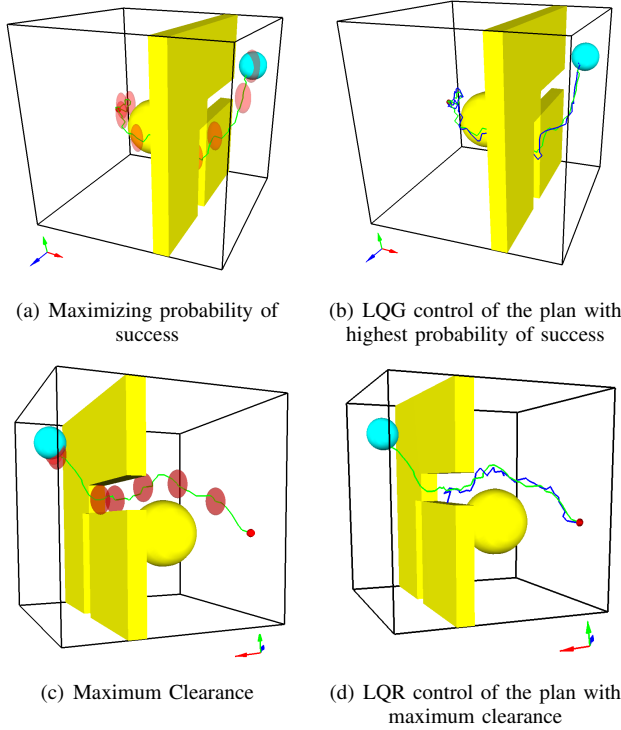 (a) Maximizing probability of
success
(b) LQG control of the plan with
highest probability of success
(c) Maximum Clearance
(d) LQR control of the plan with
maximum clearance